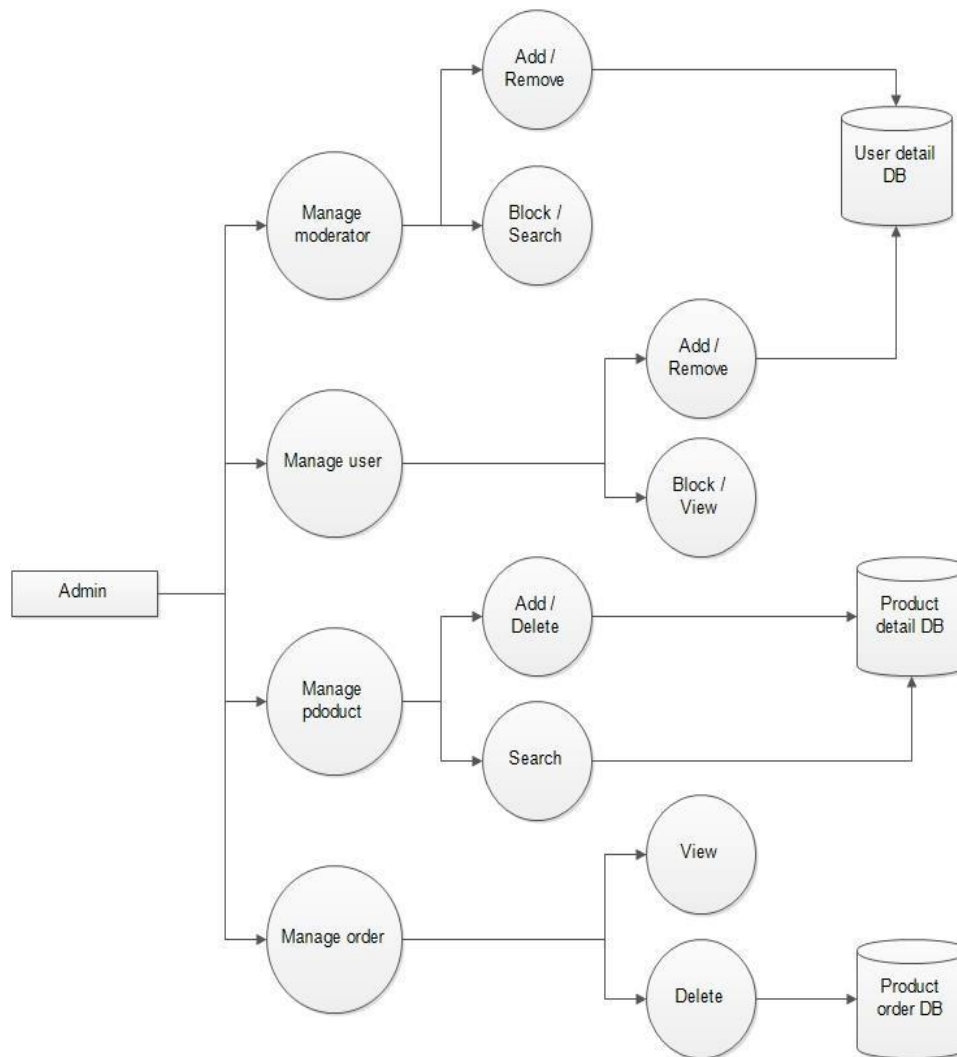 Add /
Remove
User detail
DB
Manage
moderator
Block /
Search
Add /
Remove
Manage user
Block /
View
Admin
Add /
Delete
Product
detail DB
Manage
pdoduct
Search
View
Manage order
Delete
Product
order DB